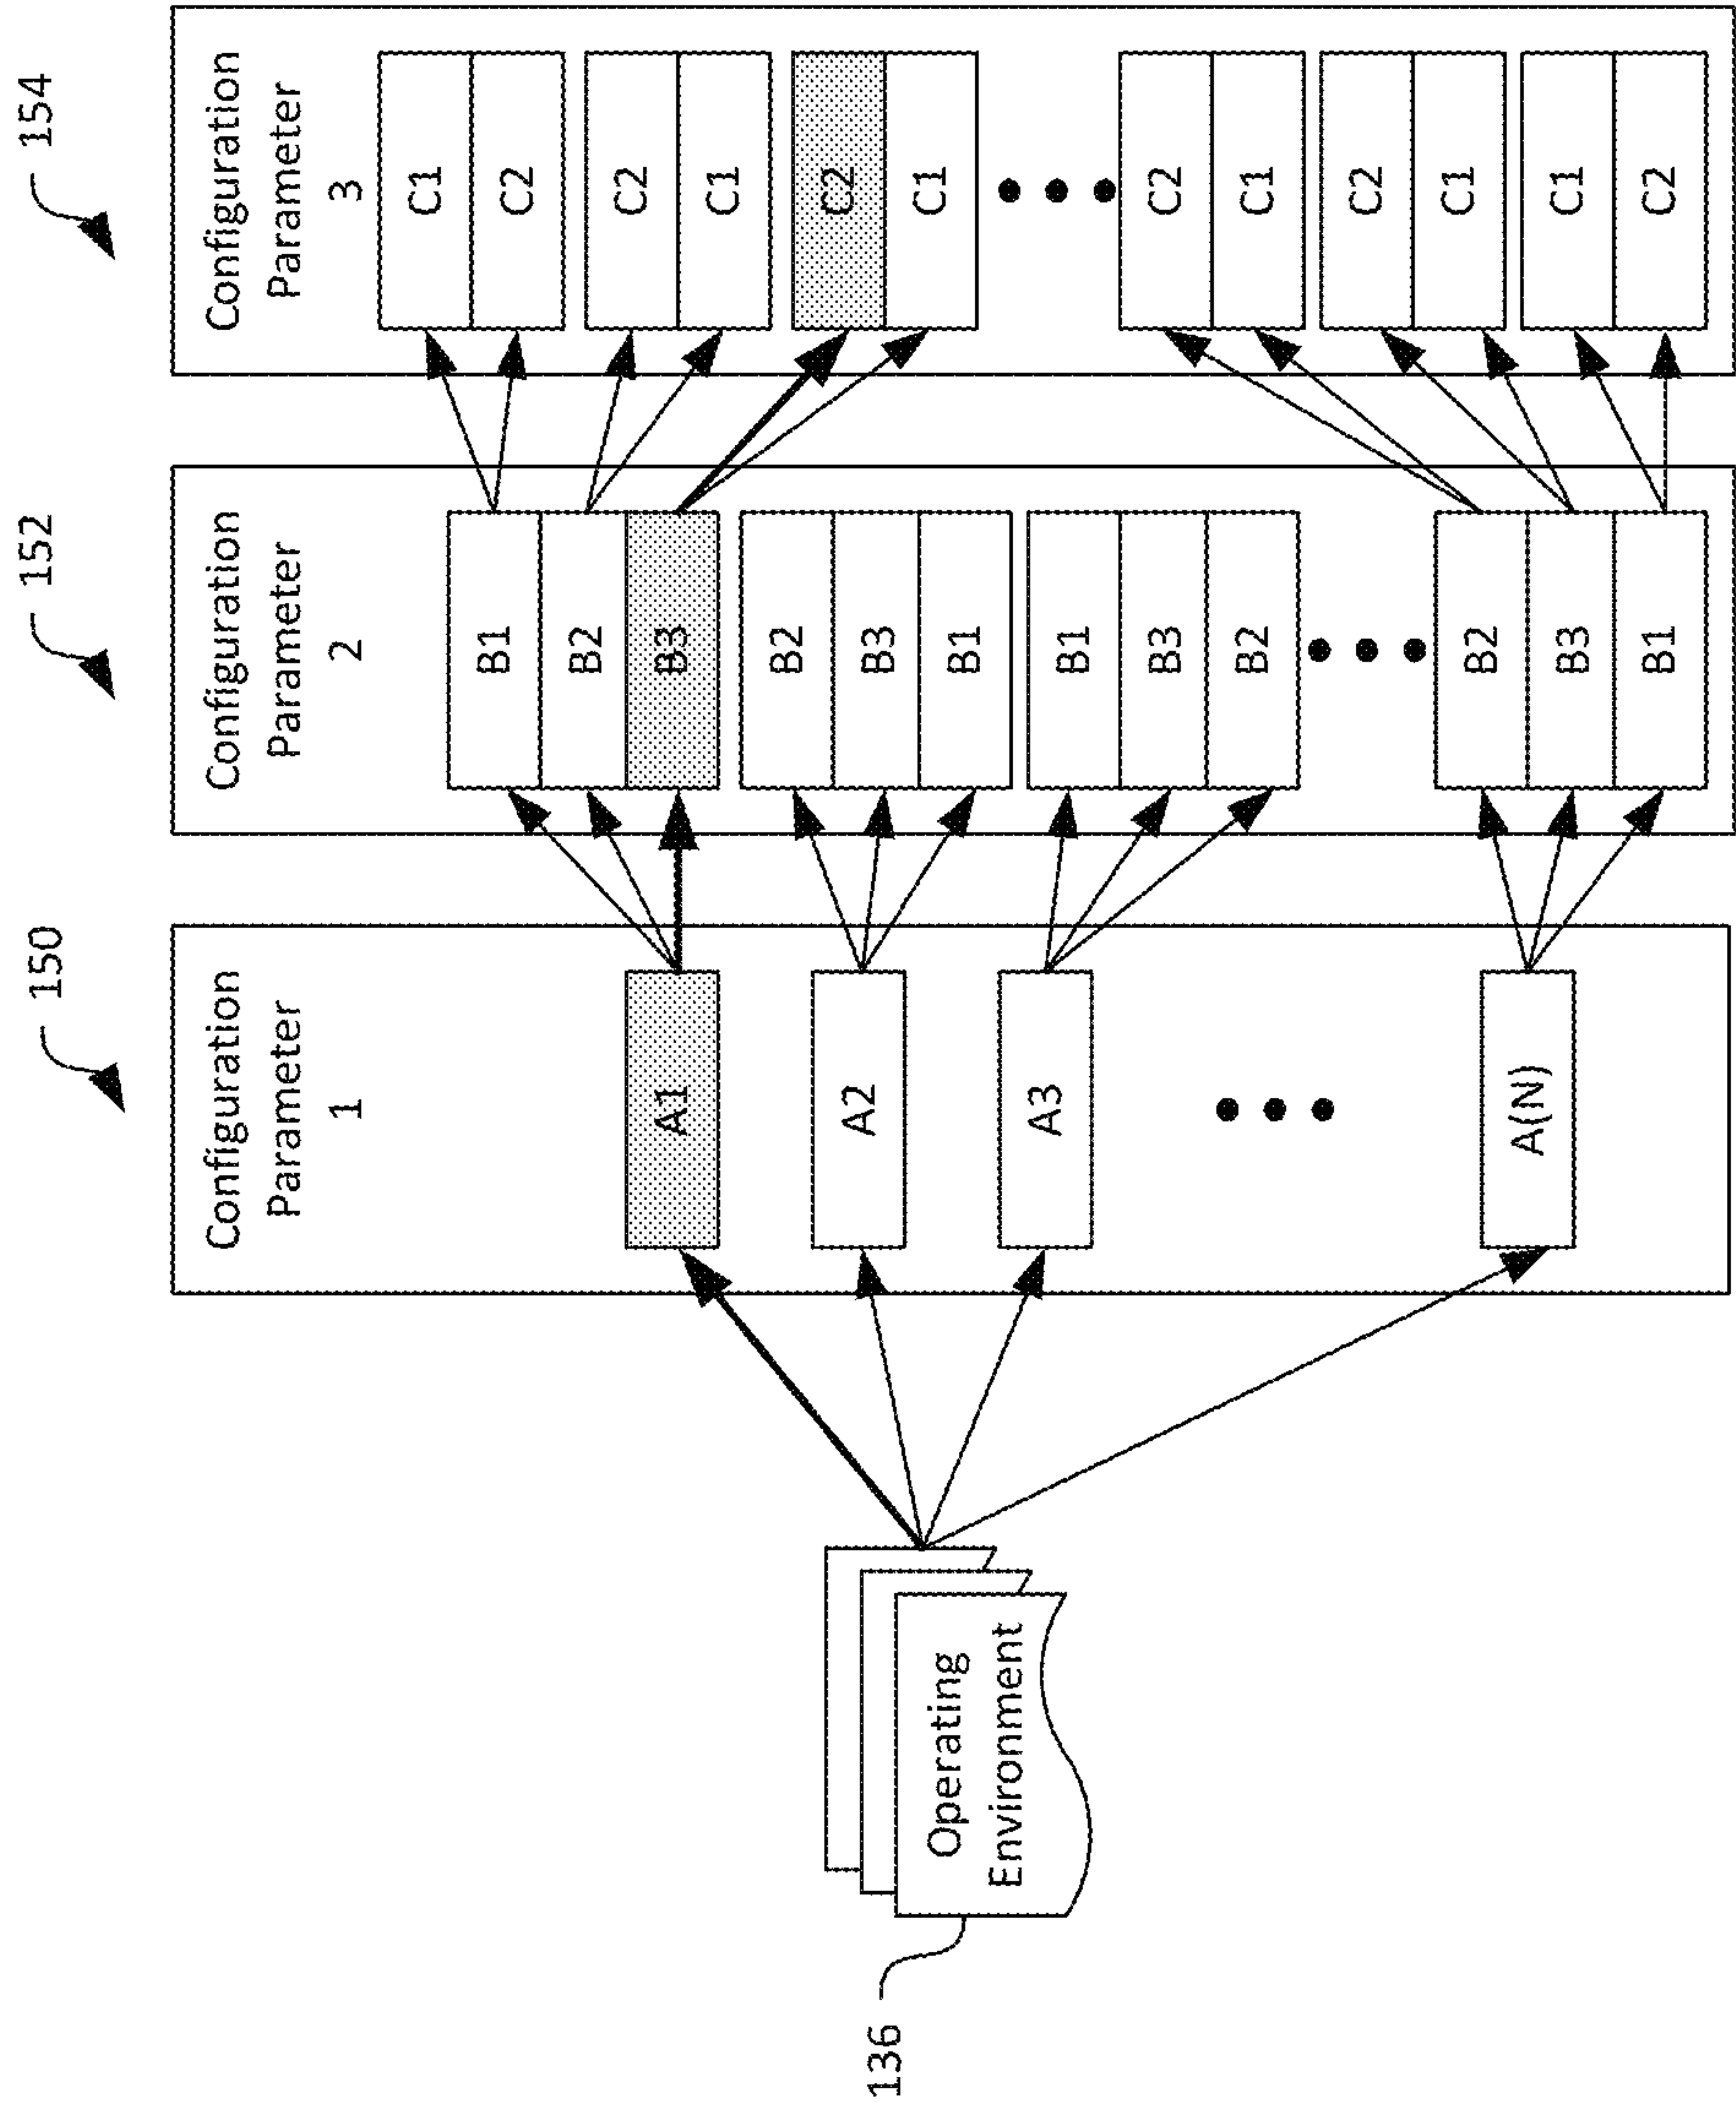 150
Configuration
Parameter
1
A1
A2
A3
A(N)
152
Configuration
Parameter
2
B1
B2
B3
B2
B3
B1
B1
B3
B2
B2
B3
B1
154
Configuration
Parameter
3
C1
C2
C2
C1
C2
C1
C2
C1
C2
C1
C1
C2
136
Operating
Environment